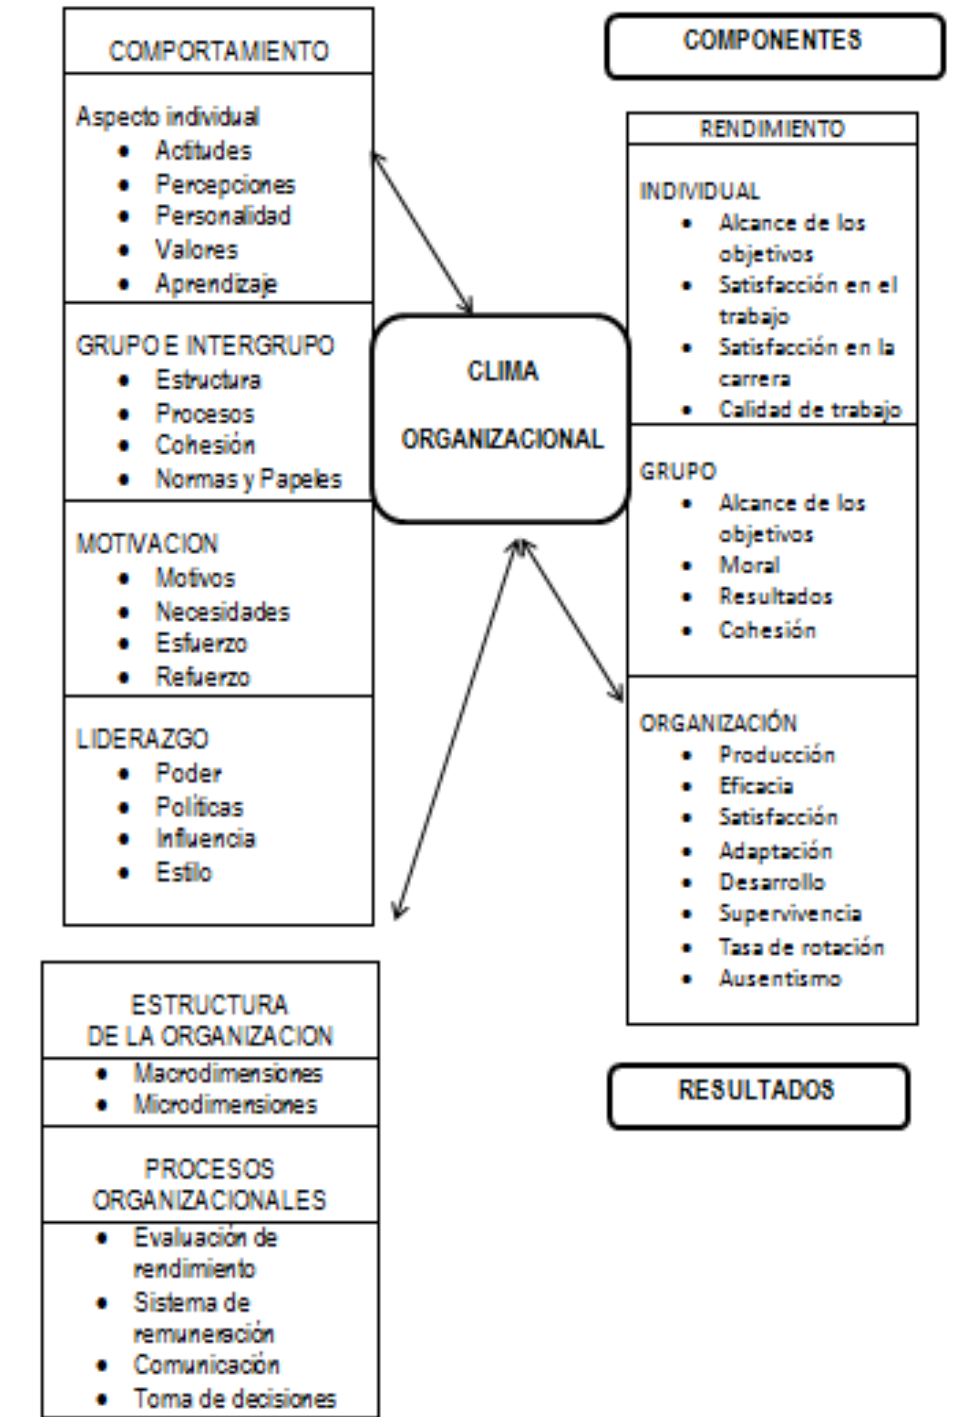 COMPORTAMIENTO
Aspecto individual
• Actitudes
• Percepciones
• Personalidad
• Valores
• Aprendizaje
GRUPO E INTERGRUPO
• Estructura
• Procesos
• Cohesión
• Normas y Papeles
MOTIVACION
• Motivos
• Necesidades
• Esfuerzo
• Refuerzo
LIDERAZGO
• Poder
• Políticas
• Influencia
• Estilo
ESTRUCTURA
DE LA ORGANIZACION
• Macrodimensiones
• Microdimensiones
PROCESOS
ORGANIZACIONALES
• Evaluación de
rendimiento
• Sistema de
remuneración
• Comunicación
• Toma de decisiones
CLIMA
ORGANIZACIONAL
COMPONENTES
RENDIMIENTO
INDIVIDUAL
• Alcance de los
objetivos
• Satisfacción en el
trabajo
• Satisfacción en la
carrera
• Calidad de trabajo
GRUPO
• Alcance de los
objetivos
• Moral
• Resultados
• Cohesión
ORGANIZACIÓN
• Producción
• Eficacia
• Satisfacción
• Adaptación
• Desarrollo
• Supervivencia
• Tasa de rotación
• Ausentismo
RESULTADOS